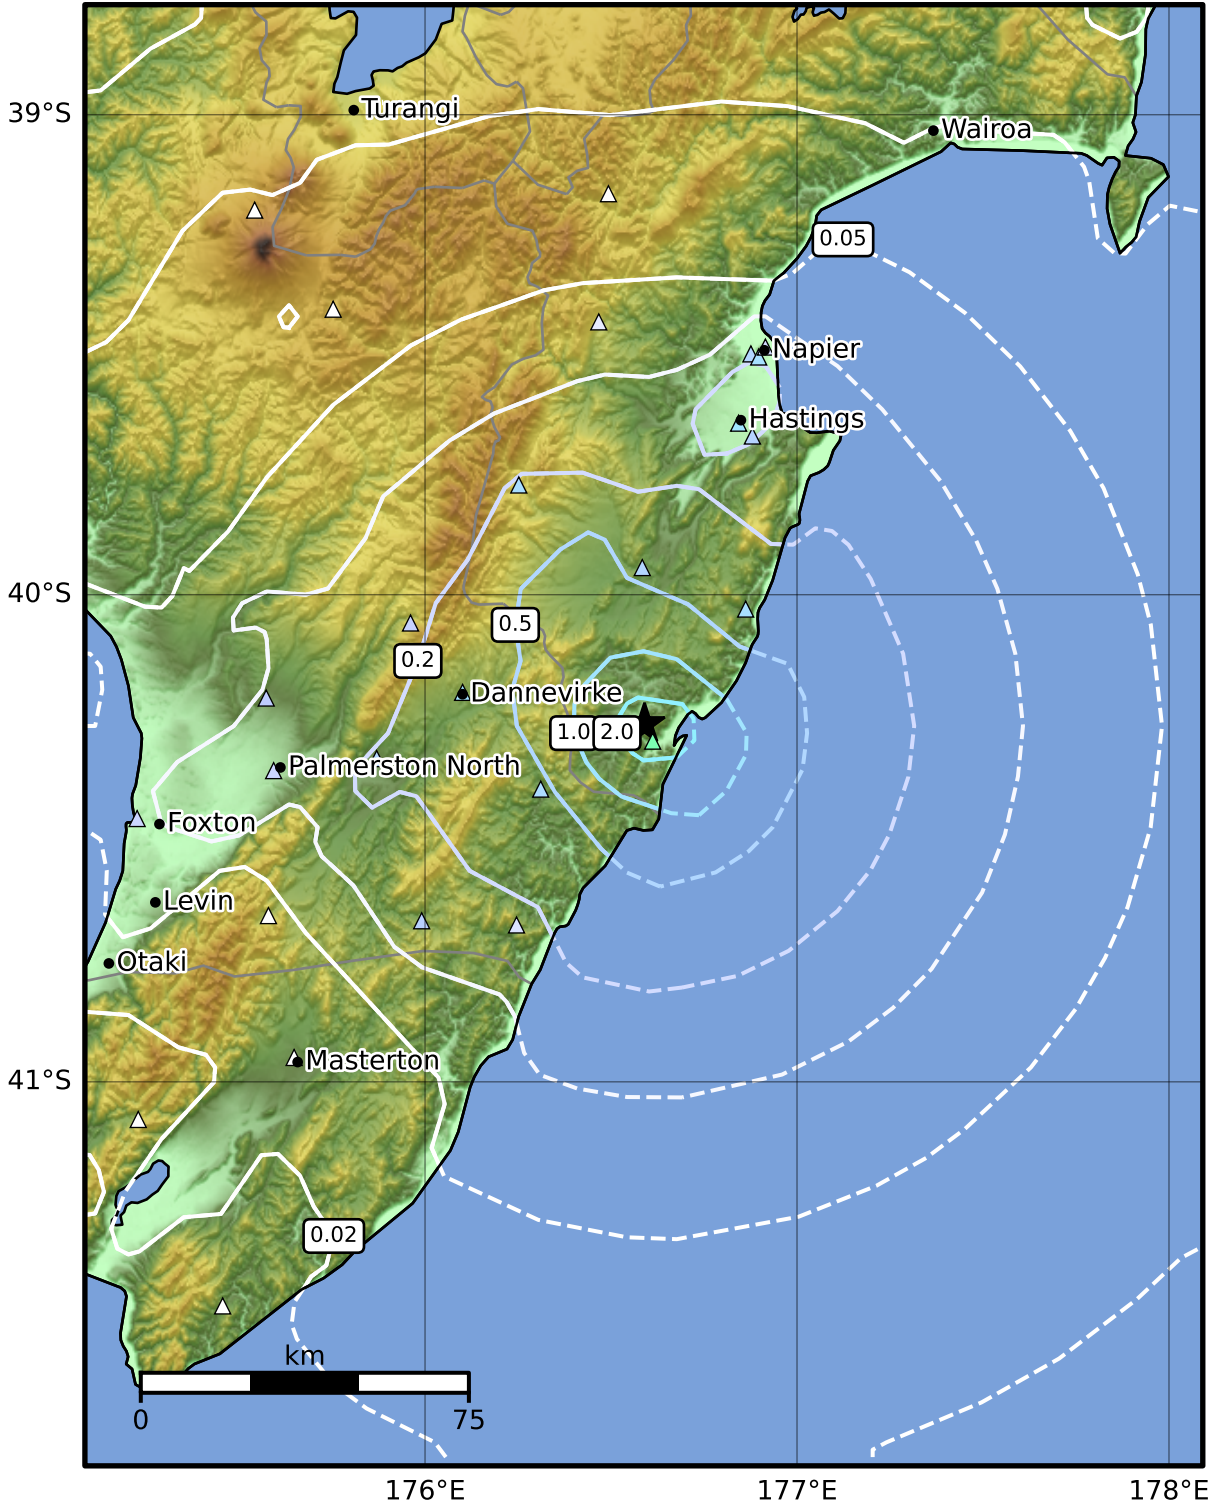 39°S
Turangi
Wairoa
0.05
Napier
Hastings
40°S
0.5
0.2
Dannevirke
1.0
2.0
Palmerston North
Foxton
Levin
Otaki
Masterton
41°S
0.02
km
0
75
176°E
177°E
178°E